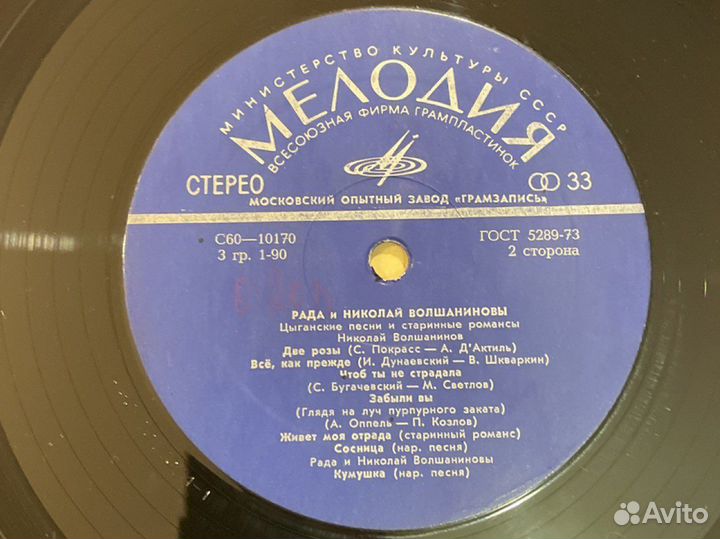 МИНИСТЕРСТВО КУЛЬТУРЫ СССР
МЕЛОДИЯ
ВСЕСОЮЗНАЯ ФИРМА ГРАМПЛАСТИНОК
СТЕРЕО 33
МОСКОВСКИЙ ОПЫТНЫЙ ЗАВОД «ГРАМЗАПИСЬ»
С60—10170 ГОСТ 5289-73
3 гр. 1-90 2 сторона
РАДА и НИКОЛАЙ ВОЛШАНИНОВЫ
Цыганские песни и старинные романсы
Николай Волшанинов
Две розы (С. Покрасс — А. Д'Актиль)
Всё, как прежде (И. Дунаевский — В. Шкваркин)
Чтоб ты не страдала
(С. Бугачевский — М. Светлов)
Забыли вы
(Глядя на луч пурпурного заката)
(А. Оппель — П. Козлов)
Живет моя отрада (старинный романс)
Сосница (нар. песня)
Рада и Николай Волшаниновы
Кумушка (нар. песня)
Avito